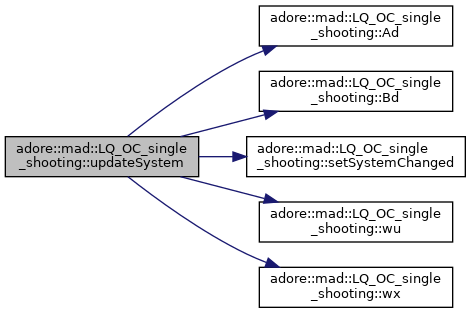 adore::mad::LQ_OC_single
_shooting::updateSystem
adore::mad::LQ_OC_single
_shooting::Ad
adore::mad::LQ_OC_single
_shooting::Bd
adore::mad::LQ_OC_single
_shooting::setSystemChanged
adore::mad::LQ_OC_single
_shooting::wu
adore::mad::LQ_OC_single
_shooting::wx